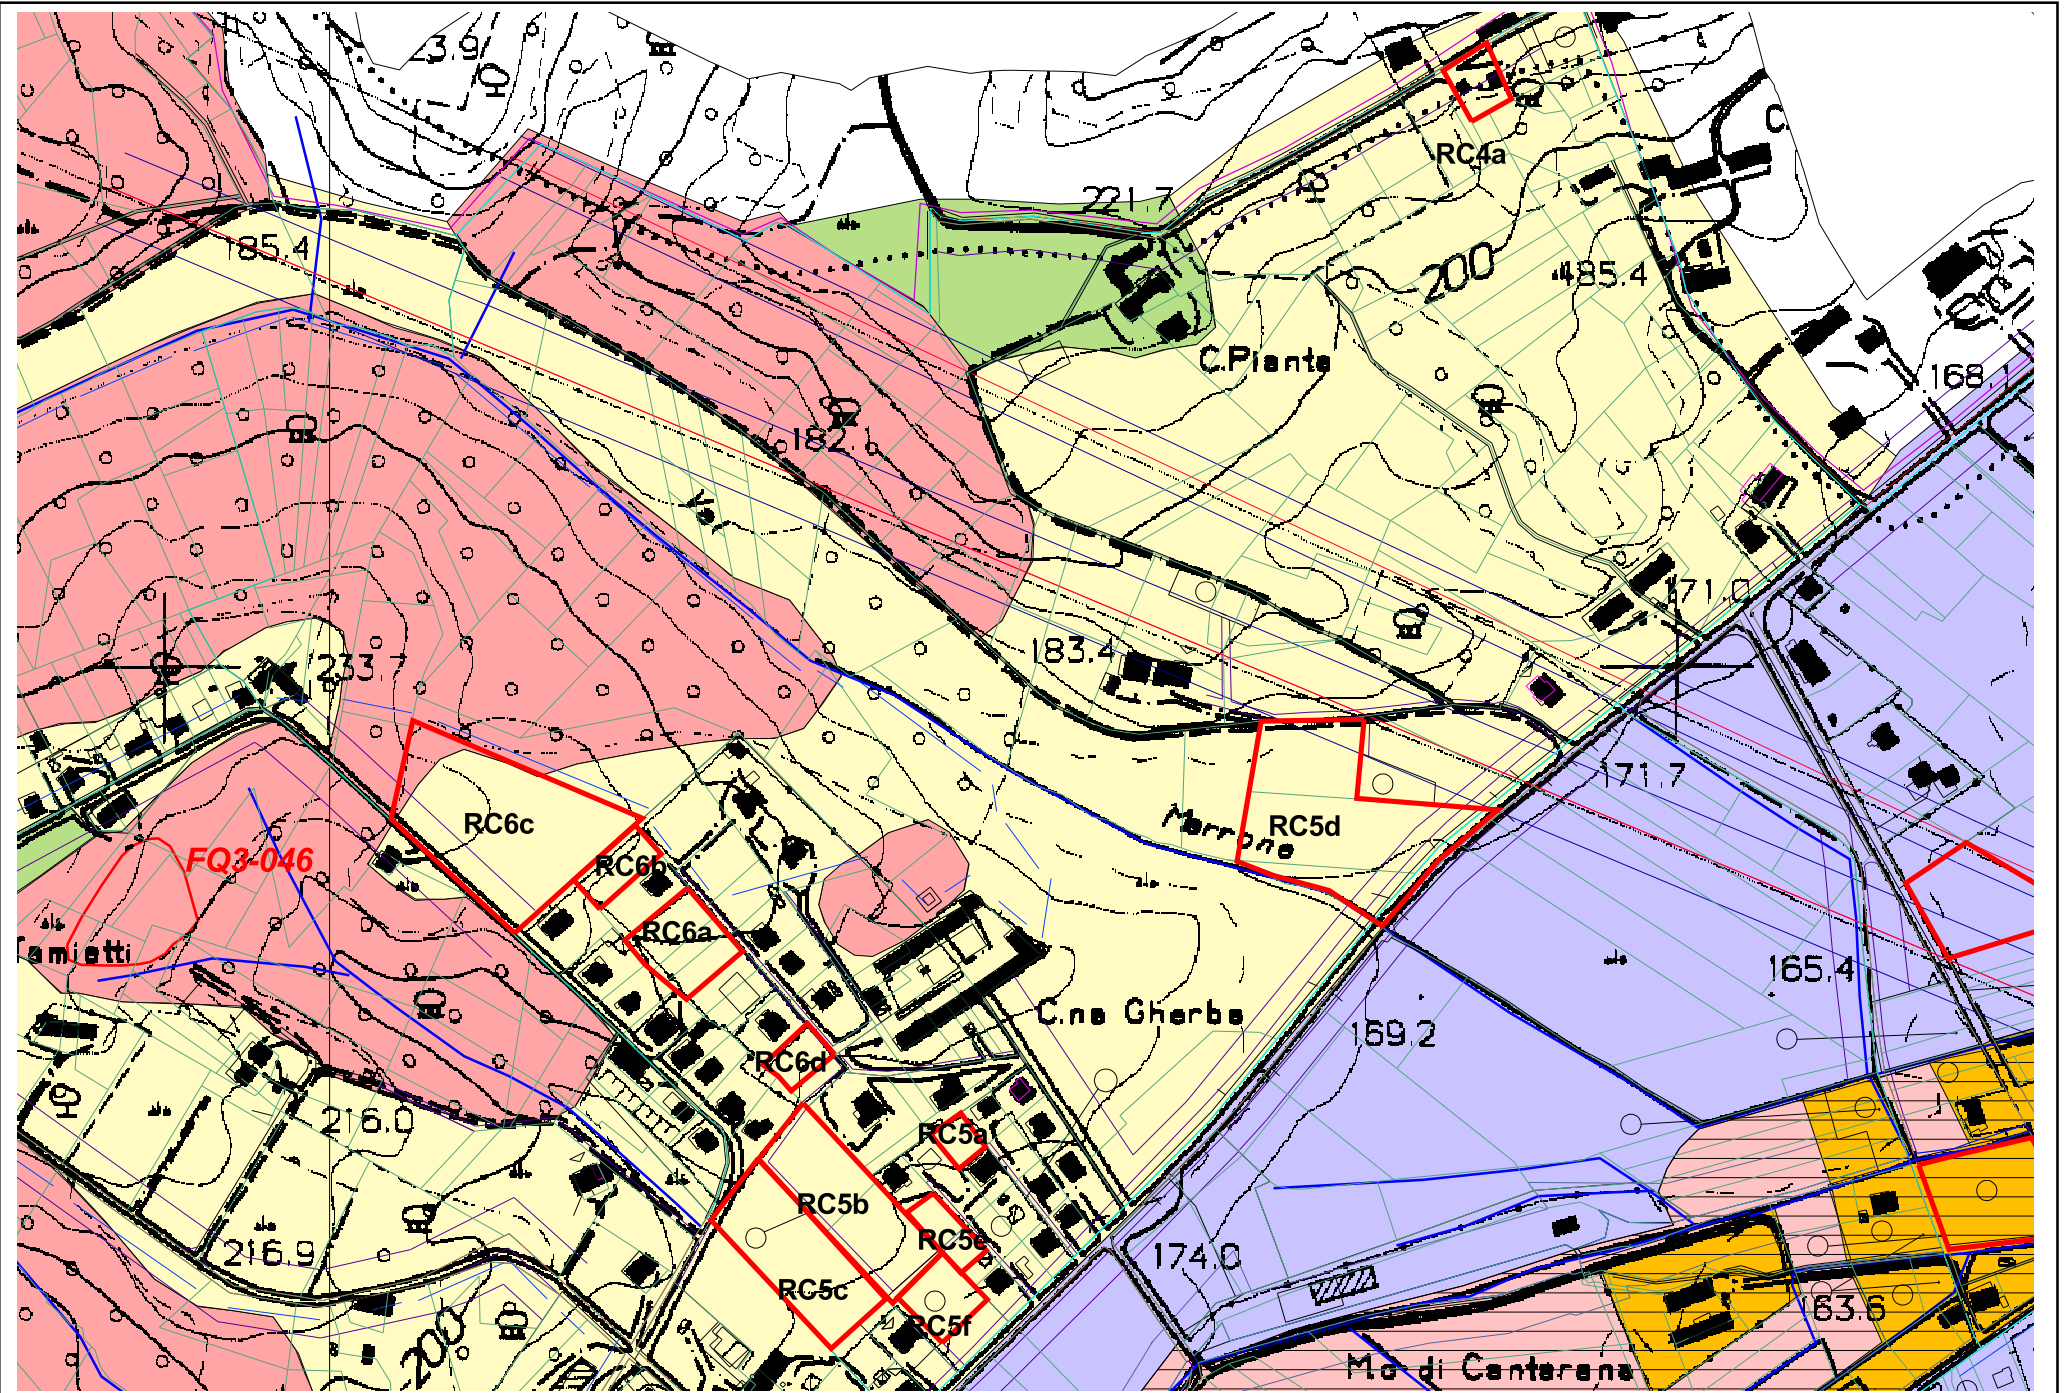 23.9
C.
RC4a
221.7
185.4
200
185.4
C.Pianta
168.1
182.1
Val
171.0
183.4
233.7
171.7
RC6c
Marrone
RC5d
FQ3-046
RC6b
RC6a
Tamietti
165.4
C.na Gherba
169.2
RC6d
216.0
RC5a
RC5b
216.9
RC5e
174.0
RC5c
163.6
RC5f
200
Mo di Cantarana